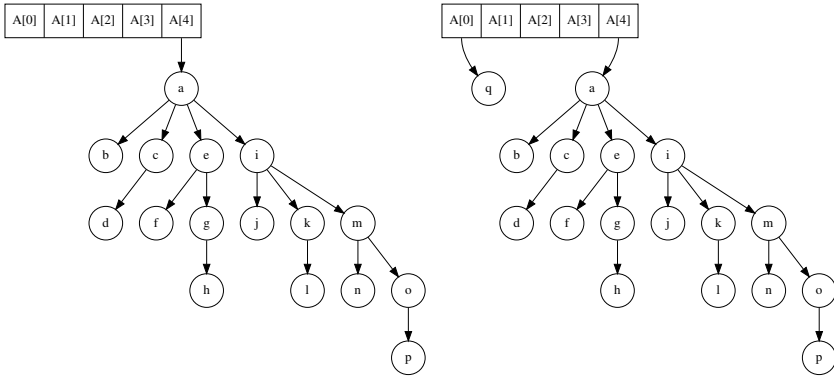 A[0] A[1] A[2] A[3] A[4] A[0] A[1] A[2] A[3] A[4]
a q a
b c e i b c e i
d f g j k m d f g j k m
h l n o h l n o
p p